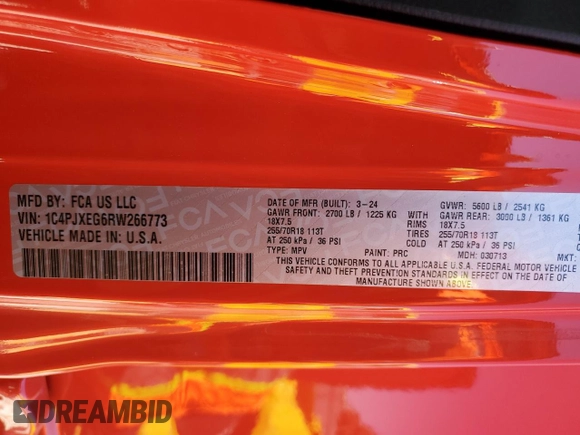 MFD BY: FCA US LLC
VIN: 1C4PJXEG6RW266773
VEHICLE MADE IN: U.S.A.
DATE OF MFR (BUILT): 3-24 GVWR: 5600 LB / 2541 KG
GAWR FRONT: 2700 LB / 1225 KG WITH GAWR REAR: 3000 LB / 1361 KG
18X7.5 RIMS 18X7.5
255/70R18 113T TIRES 255/70R18 113T
AT 250 kPa / 36 PSI COLD AT 250 kPa / 36 PSI
TYPE: MPV PAINT: PRC MDH: 030713 MKT:
THIS VEHICLE CONFORMS TO ALL APPLICABLE U.S.A. FEDERAL MOTOR VEHICLE
SAFETY AND THEFT PREVENTION STANDARDS IN EFFECT ON THE DATE OF
MANUFACTURE SHOWN ABOVE.
DREAMBID